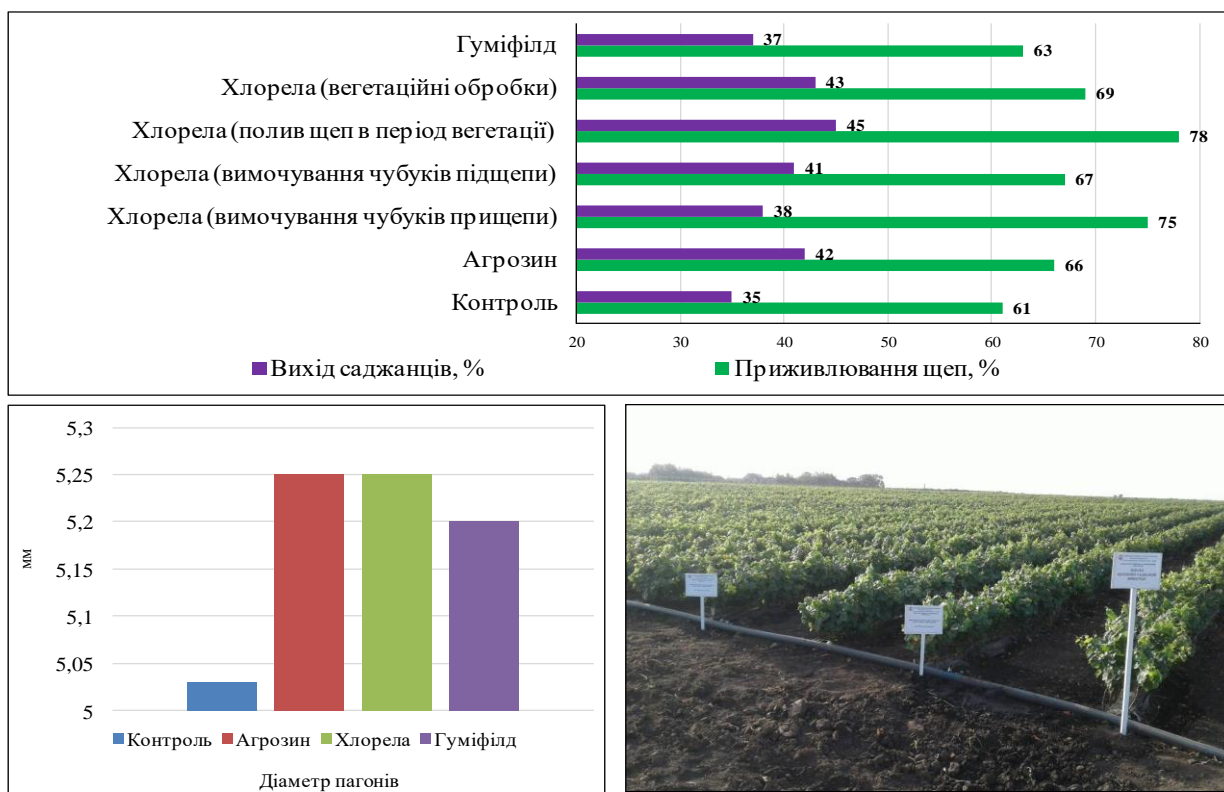 Гуміфілд
37
63
Хлорела (вегетаційні обробки)
43
69
Хлорела (полив щеп в період вегетації)
45
78
Хлорела (вимочування чубуків підщепи)
41
67
Хлорела (вимочування чубуків прищепи)
38
75
Агрозин
42
66
Контроль
35
61
20 30 40 50 60 70 80
Вихід саджанців, % Приживлювання щеп, %
5,3
5,25
5,2
5,15
5,1
5,05
5
мм
Контроль Агрозин Хлорела Гуміфілд
Діаметр пагонів